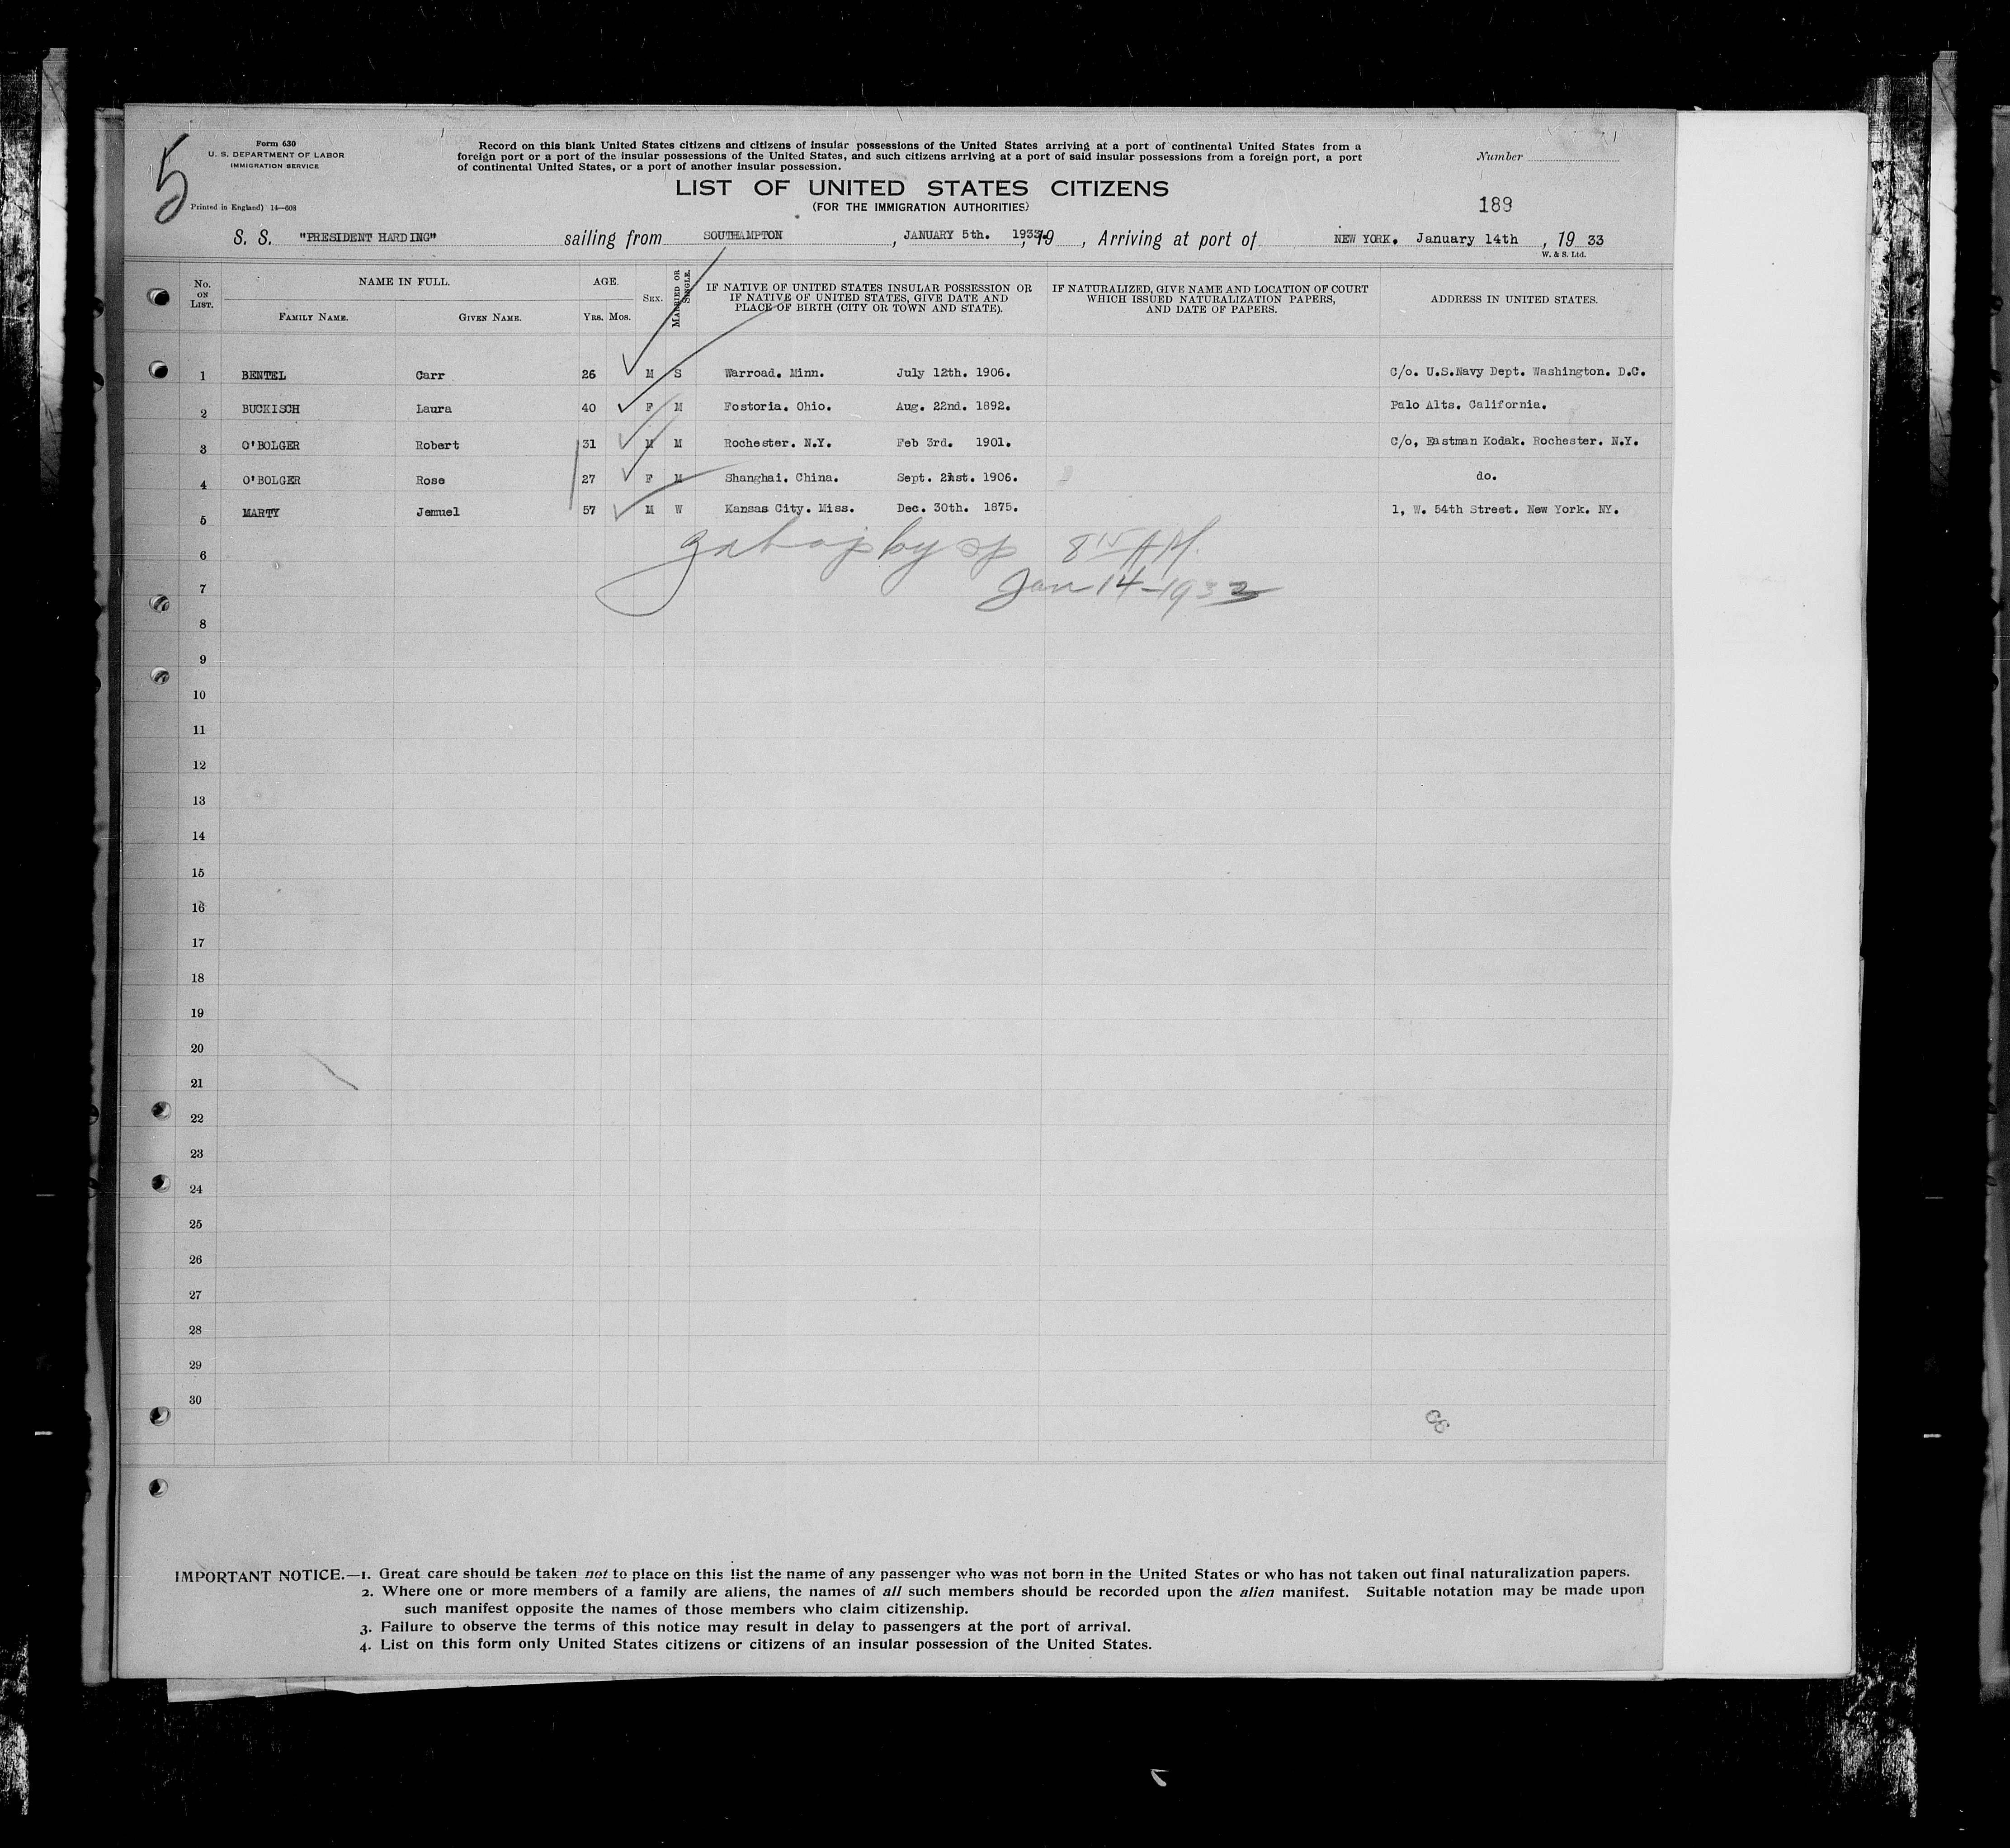 5
Form 630
U. S. DEPARTMENT OF LABOR
IMMIGRATION SERVICE
Printed in England) 14—608
Record on this blank United States citizens and citizens of insular possessions of the United States arriving at a port of continental United States from a
foreign port or a port of the insular possessions of the United States, and such citizens arriving at a port of said insular possessions from a foreign port, a port
of continental United States, or a port of another insular possession.
Number
LIST OF UNITED STATES CITIZENS
(FOR THE IMMIGRATION AUTHORITIES)
189
S. S. "PRESIDENT HARDING" sailing from SOUTHAMPTON, JANUARY 5th. 1933, 19 , Arriving at port of NEW YORK. January 14th , 19 33
W. & S. Ltd.
No. ON LIST. NAME IN FULL. AGE. SEX. MARRIED OR SINGLE. IF NATIVE OF UNITED STATES INSULAR POSSESSION OR IF NATIVE OF UNITED STATES, GIVE DATE AND PLACE OF BIRTH (CITY OR TOWN AND STATE). IF NATURALIZED, GIVE NAME AND LOCATION OF COURT WHICH ISSUED NATURALIZATION PAPERS, AND DATE OF PAPERS. ADDRESS IN UNITED STATES.
FAMILY NAME. GIVEN NAME. YRS. MOS.
1 BENTEL Carr 26 M S Warroad. Minn. July 12th. 1906. C/o. U.S.Navy Dept. Washington. D.C.
2 BUCKISCH Laura 40 F M Fostoria. Ohio. Aug. 22nd. 1892. Palo Alts. California.
3 O'BOLGER Robert 31 M M Rochester. N.Y. Feb 3rd. 1901. C/o, Eastman Kodak. Rochester. N.Y.
4 O'BOLGER Rose 27 F M Shanghai. China. Sept. 21st. 1906. do.
5 MARTY Jemuel 57 M W Kansas City. Miss. Dec. 30th. 1875. 1, W. 54th Street. New York. NY.
6 8 15 AM.
7 Jan 14-1933
8
9
10
11
12
13
14
15
16
17
18
19
20
21
22
23
24
25
26
27
28
29
30
IMPORTANT NOTICE.—1. Great care should be taken not to place on this list the name of any passenger who was not born in the United States or who has not taken out final naturalization papers.
2. Where one or more members of a family are aliens, the names of all such members should be recorded upon the alien manifest. Suitable notation may be made upon
such manifest opposite the names of those members who claim citizenship.
3. Failure to observe the terms of this notice may result in delay to passengers at the port of arrival.
4. List on this form only United States citizens or citizens of an insular possession of the United States.